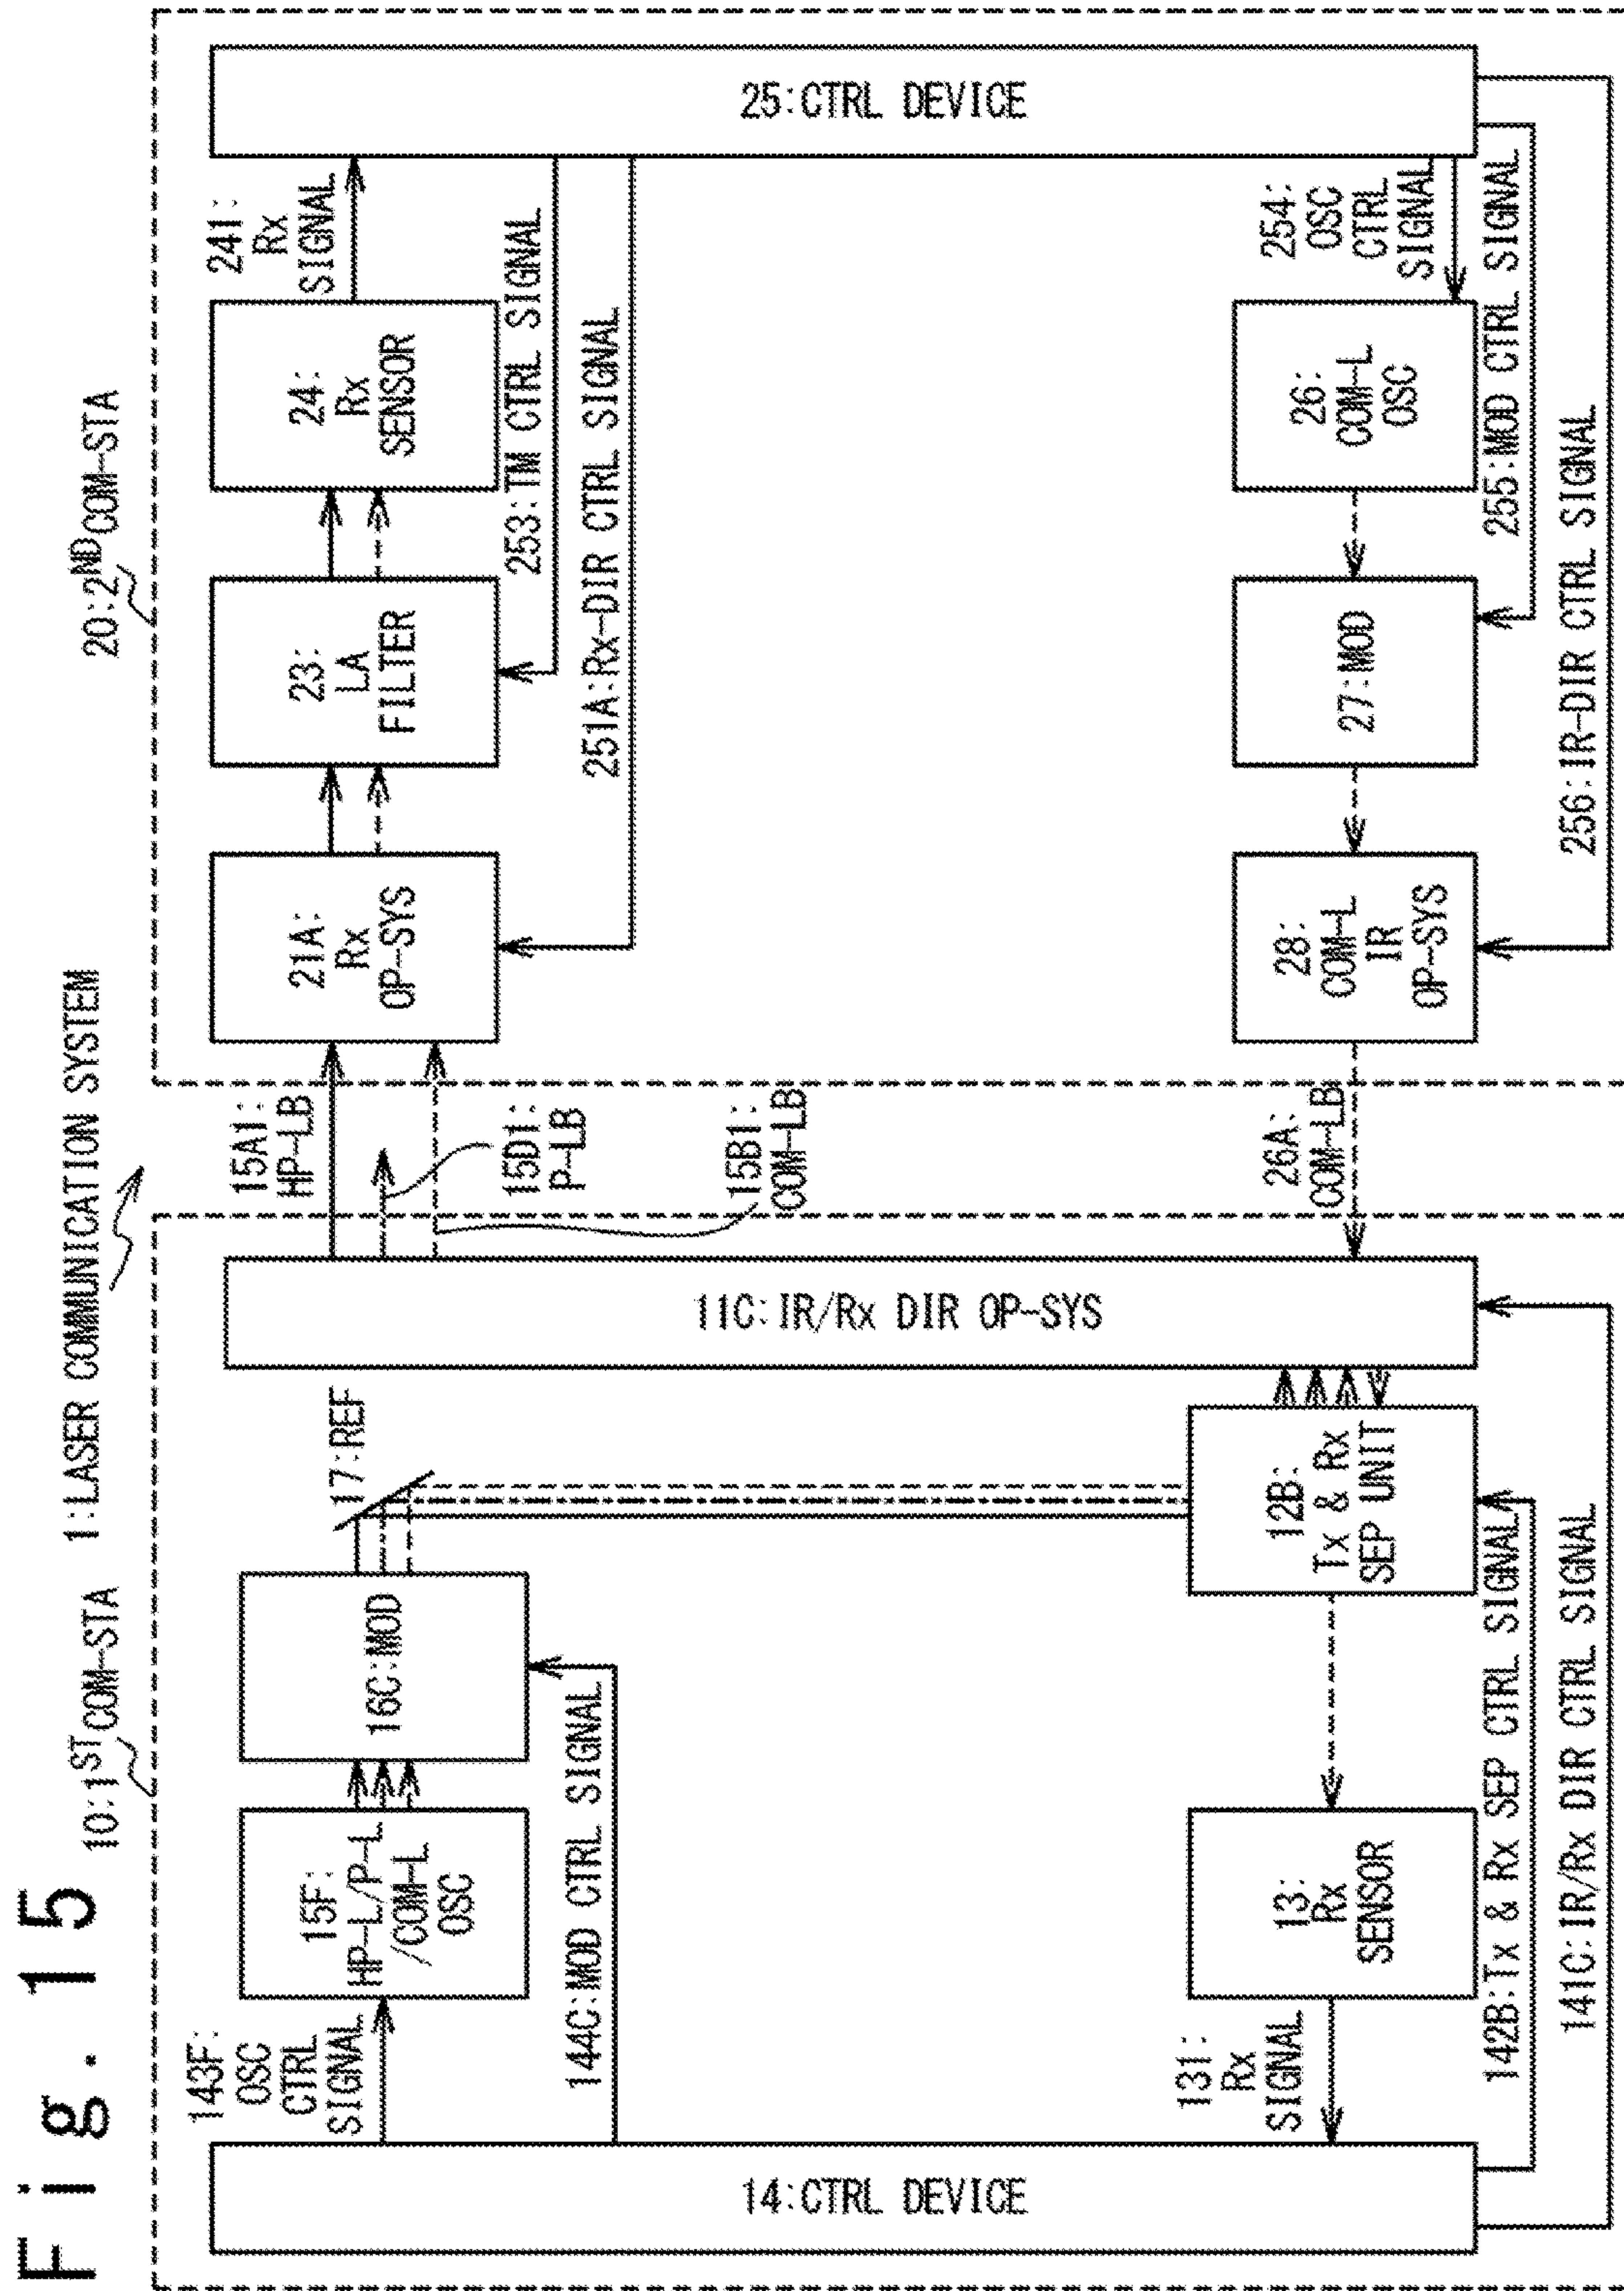 Fig. 15
1:LASER COMMUNICATION SYSTEM
10:1ST COM-STA
20:2ND COM-STA
143F:
OSC
CTRL
SIGNAL
15F:
HP-L/P-L
/COM-L
OSC
16C:MOD
17:REF
144C:MOD CTRL SIGNAL
14:CTRL DEVICE
131:
Rx
SIGNAL
13:
Rx
SENSOR
12B:
Tx & Rx
SEP UNIT
142B:Tx & Rx SEP CTRL SIGNAL
141C:IR/Rx DIR CTRL SIGNAL
11C:IR/Rx DIR OP-SYS
15A1:
HP-LB
15D1:
P-LB
15B1:
COM-LB
26A:
COM-LB
21A:
Rx
OP-SYS
23:
LA
FILTER
24:
Rx
SENSOR
241:
Rx
SIGNAL
253:TM CTRL SIGNAL
251A:Rx-DIR CTRL SIGNAL
25:CTRL DEVICE
28:
COM-L
IR
OP-SYS
27:MOD
26:
COM-L
OSC
254:
OSC
CTRL
SIGNAL
255:MOD CTRL SIGNAL
256:IR-DIR CTRL SIGNAL